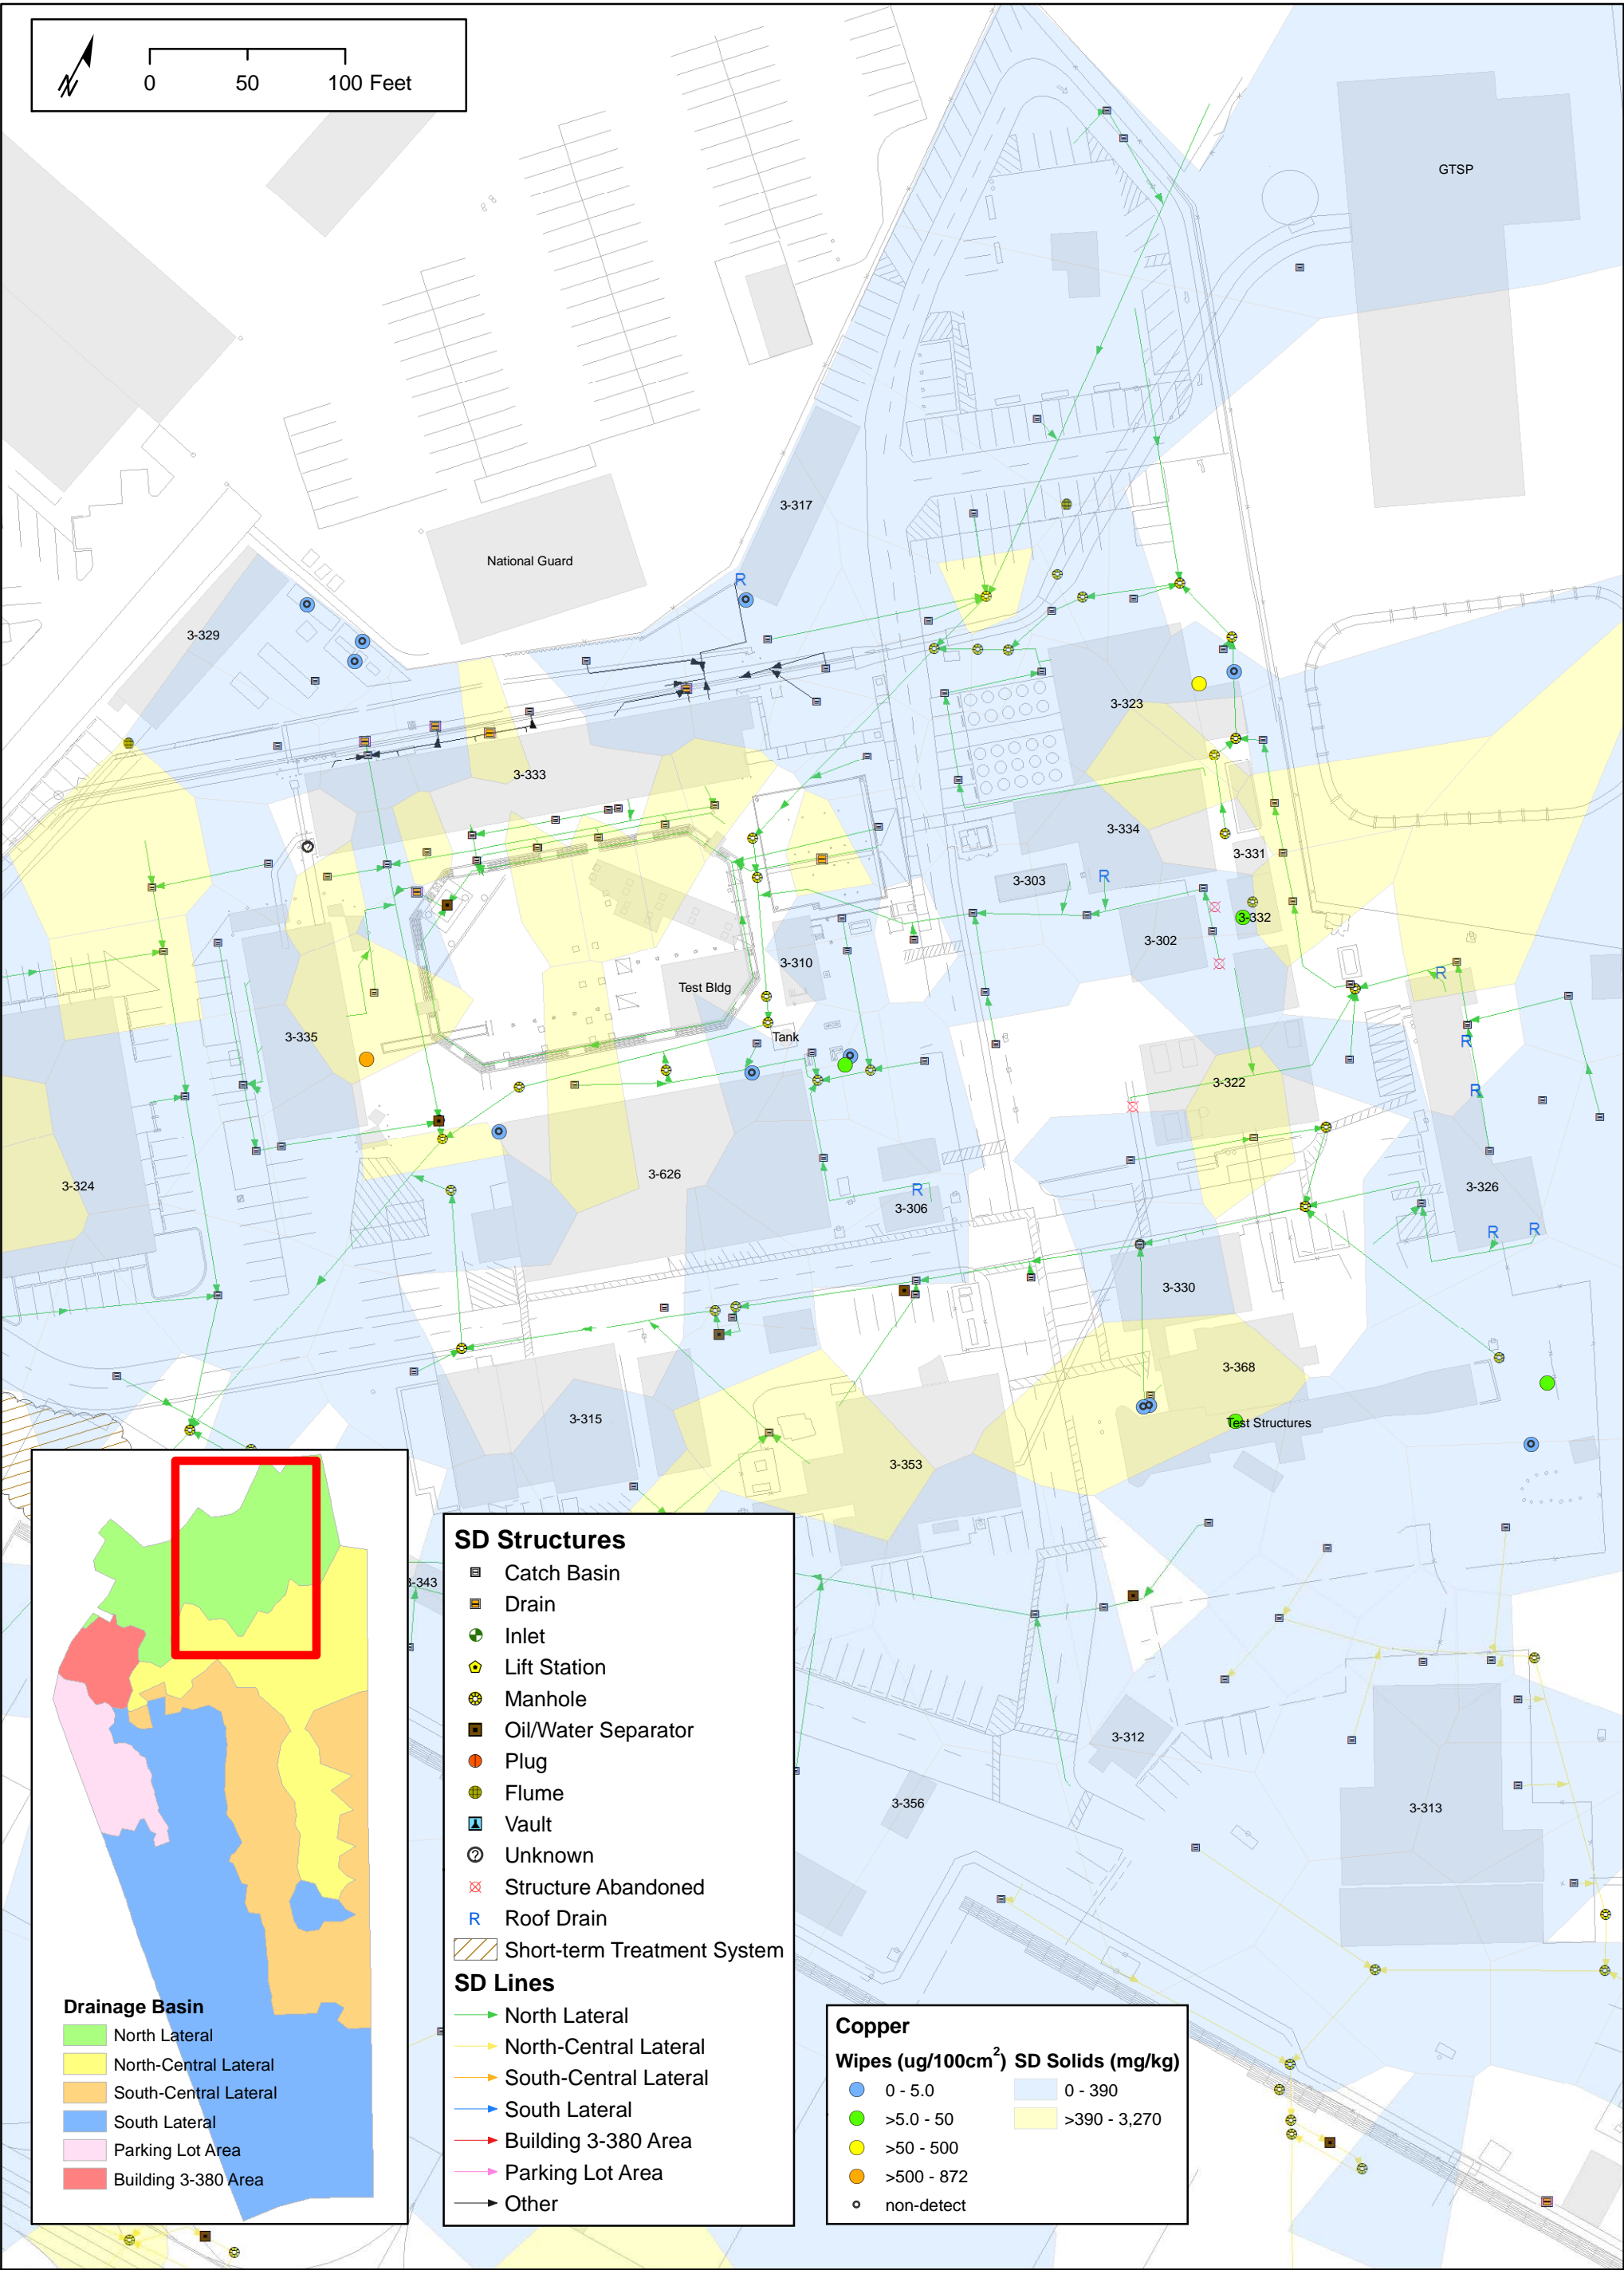 N
0
50
100 Feet
GTSP
3-317
National Guard
R
3-329
3-323
3-333
3-334
3-331
3-303
R
3-332
3-302
3-310
R
Test Bldg
3-335
Tank
R
3-322
R
3-324
3-626
3-326
R
3-306
R
R
3-330
3-368
3-315
Test Structures
3-353
3-343
3-312
3-356
3-313
Drainage Basin
North Lateral
North-Central Lateral
South-Central Lateral
South Lateral
Parking Lot Area
Building 3-380 Area
SD Structures
Catch Basin
Drain
Inlet
Lift Station
Manhole
Oil/Water Separator
Plug
Flume
Vault
? Unknown
Structure Abandoned
R Roof Drain
Short-term Treatment System
SD Lines
North Lateral
North-Central Lateral
South-Central Lateral
South Lateral
Building 3-380 Area
Parking Lot Area
Other
Copper
Wipes (ug/100cm²) SD Solids (mg/kg)
0 - 5.0 0 - 390
>5.0 - 50 >390 - 3,270
>50 - 500
>500 - 872
non-detect